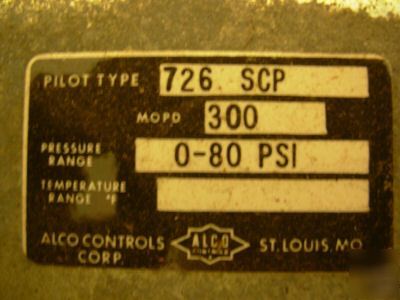 PILOT TYPE 726 SCP
MOPD 300
PRESSURE RANGE 0-80 PSI
TEMPERATURE RANGE °F
ALCO CONTROLS CORP.
ALCO
CONTROLS
ST. LOUIS, MO.